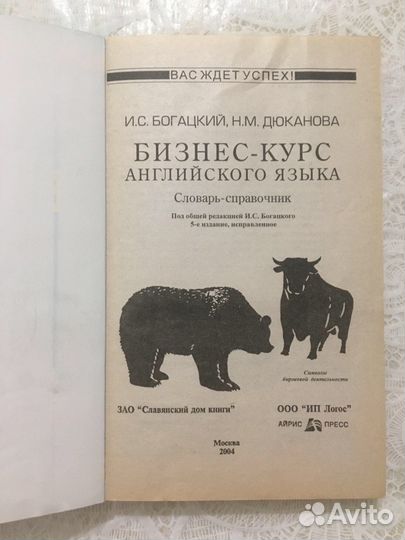 ВАС ЖДЕТ УСПЕХ!
И.С. БОГАЦКИЙ, Н.М. ДЮКАНОВА
БИЗНЕС-КУРС
АНГЛИЙСКОГО ЯЗЫКА
Словарь-справочник
Под общей редакцией И.С. Богацкого
5-е издание, исправленное
Символы
биржевой деятельности
ЗАО "Славянский дом книги"
ООО "ИП Логос"
АЙРИС ПРЕСС
Москва
2004
Avito